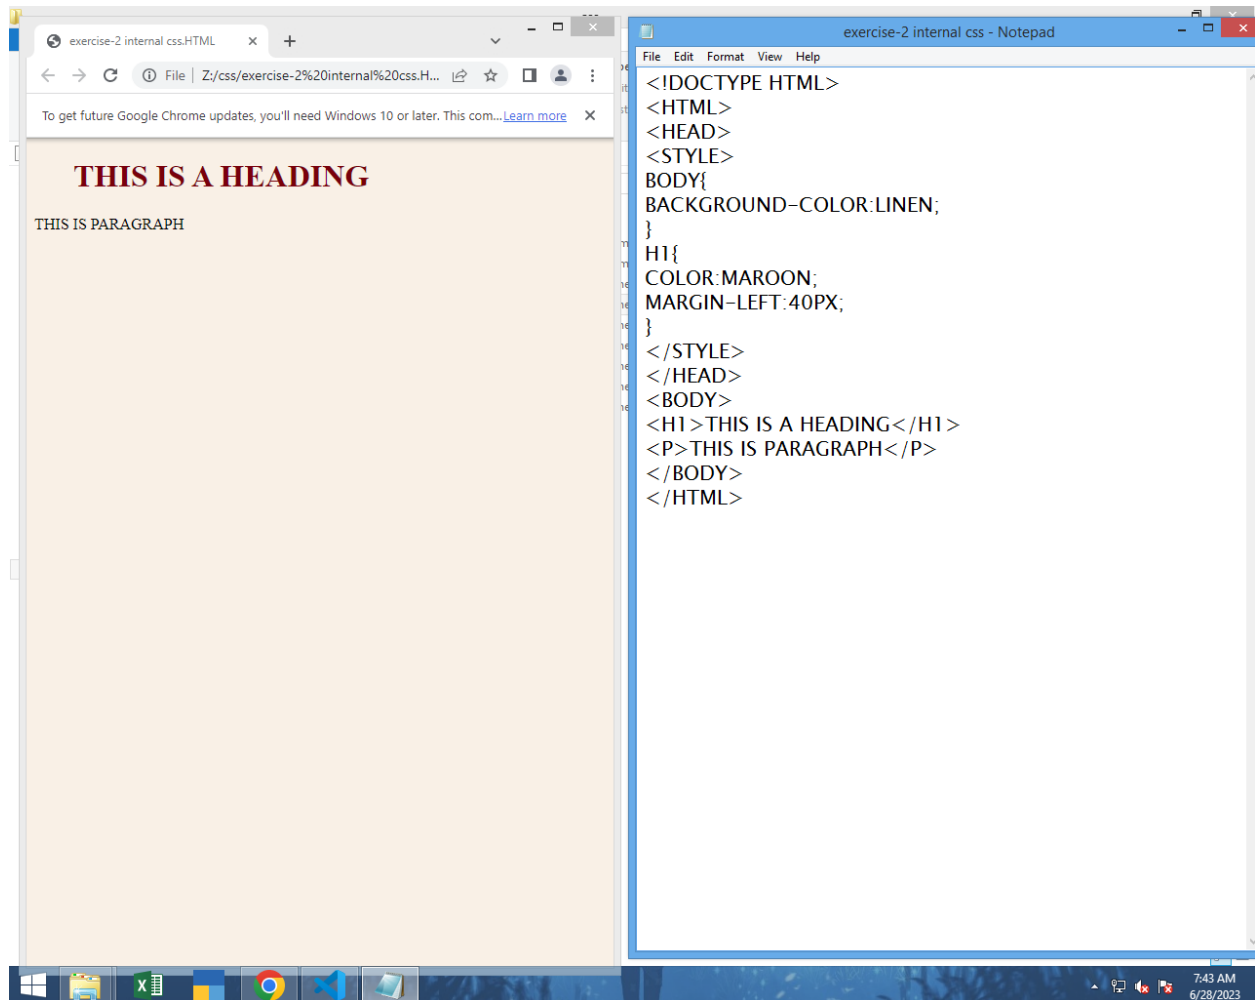 exercise-2 internal css.HTML
File
Z:/css/exercise-2%20internal%20css.H...
To get future Google Chrome updates, you'll need Windows 10 or later. This com... Learn more
THIS IS A HEADING
THIS IS PARAGRAPH
exercise-2 internal css - Notepad
File Edit Format View Help
<!DOCTYPE HTML>
<HTML>
<HEAD>
<STYLE>
BODY{
BACKGROUND-COLOR:LINEN;
}
H1{
COLOR:MAROON;
MARGIN-LEFT:40PX;
}
</STYLE>
</HEAD>
<BODY>
<H1>THIS IS A HEADING</H1>
<P>THIS IS PARAGRAPH</P>
</BODY>
</HTML>
7:43 AM
6/28/2023